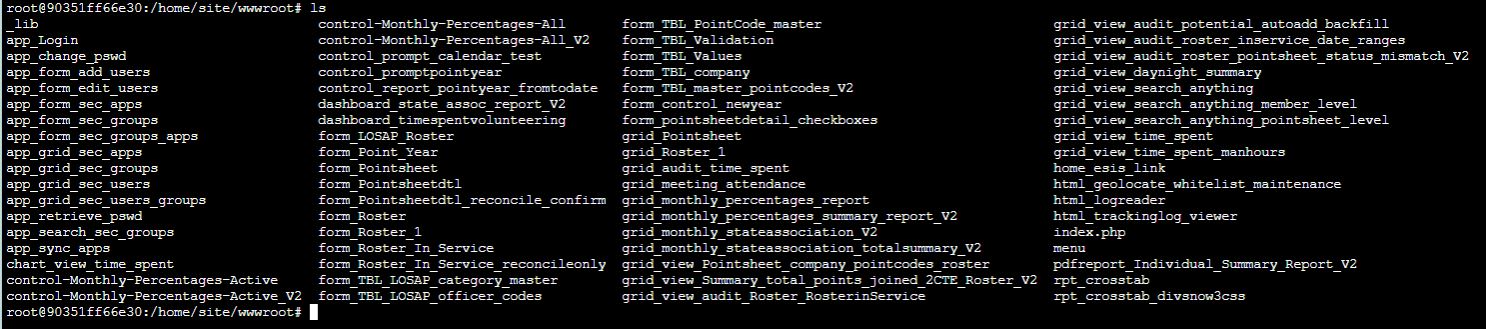 root@90351ff66e30:/home/site/wwwroot# ls
_lib control-Monthly-Percentages-All form_TBL_PointCode_master grid_view_audit_potential_autoadd_backfill
app_Login control-Monthly-Percentages-All_V2 form_TBL_Validation grid_view_audit_roster_inservice_date_ranges
app_change_pswd control_prompt_calendar_test form_TBL_Values grid_view_audit_roster_pointsheet_status_mismatch_V2
app_form_add_users control_promptpointyear form_TBL_company grid_view_daynight_summary
app_form_edit_users control_report_pointyear_fromtodate form_TBL_master_pointcodes_V2 grid_view_search_anything
app_form_sec_apps dashboard_state_assoc_report_V2 form_control_newyear grid_view_search_anything_member_level
app_form_sec_groups dashboard_timespentvolunteering form_pointsheetdetail_checkboxes grid_view_search_anything_pointsheet_level
app_form_sec_groups_apps form_LOSAP_Roster grid_Pointsheet grid_view_time_spent
app_grid_sec_apps form_Point_Year grid_Roster_1 grid_view_time_spent_manhours
app_grid_sec_groups form_Pointsheet grid_audit_time_spent home_esis_link
app_grid_sec_users form_Pointsheetdtl grid_meeting_attendance html_geolocate_whitelist_maintenance
app_grid_sec_users_groups form_Pointsheetdtl_reconcile_confirm grid_monthly_percentages_report html_logreader
app_retrieve_pswd form_Roster grid_monthly_percentages_summary_report_V2 html_trackinglog_viewer
app_search_sec_groups form_Roster_1 grid_monthly_stateassociation_V2 index.php
app_sync_apps form_Roster_In_Service grid_monthly_stateassociation_totalsummary_V2 menu
chart_view_time_spent form_Roster_In_Service_reconcileonly grid_view_Pointsheet_company_pointcodes_roster pdfreport_Individual_Summary_Report_V2
control-Monthly-Percentages-Active form_TBL_LOSAP_category_master grid_view_Summary_total_points_joined_2CTE_Roster_V2 rpt_crosstab
control-Monthly-Percentages-Active_V2 form_TBL_LOSAP_officer_codes grid_view_audit_Roster_RosterinService rpt_crosstab_divsnow3css
root@90351ff66e30:/home/site/wwwroot#